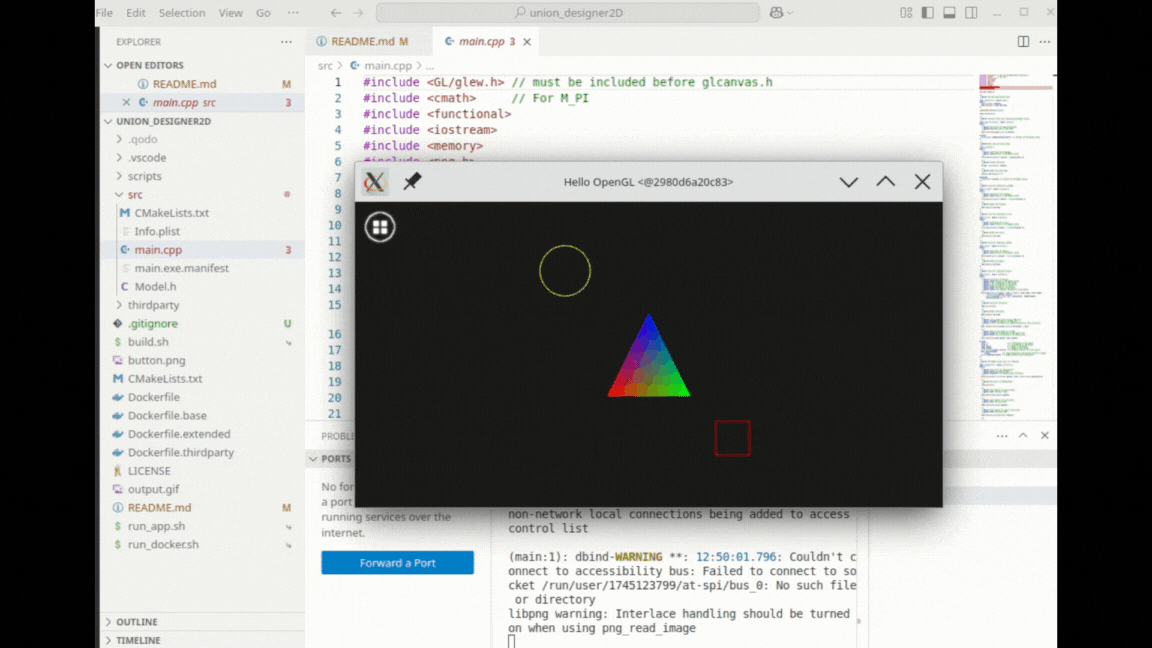 File Edit Selection View Go ··· union_designer2D
EXPLORER
OPEN EDITORS
README.md M
main.cpp src 3
UNION_DESIGNER2D
.qodo
.vscode
scripts
src
CMakeLists.txt
Info.plist
main.cpp 3
main.exe.manifest
Model.h
thirdparty
.gitignore U
build.sh
button.png
CMakeLists.txt
Dockerfile
Dockerfile.base
Dockerfile.extended
Dockerfile.thirdparty
LICENSE
output.gif
README.md M
run_app.sh
run_docker.sh
OUTLINE
TIMELINE
README.md M main.cpp 3
src > main.cpp > ...
1 #include <GL/glew.h> // must be included before glcanvas.h
2 #include <cmath> // For M_PI
3 #include <functional>
4 #include <iostream>
5 #include <memory>
6 #include
7
8
9
10
11
12
13
14
15
16
17
18
19
20
21
Hello OpenGL <@2980d6a20c83>
PORTS
No for
a port
running services over the
internet.
Forward a Port
non-network local connections being added to access
control list
(main:1): dbind-WARNING **: 12:50:01.796: Couldn't c
onnect to accessibility bus: Failed to connect to so
cket /run/user/1745123799/at-spi/bus_0: No such file
or directory
libpng warning: Interlace handling should be turned
on when using png_read_image